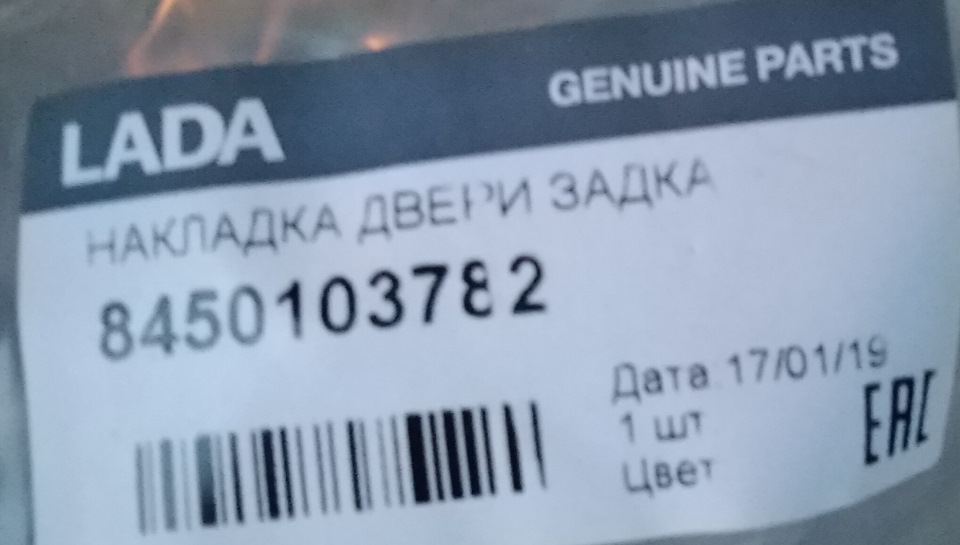 LADA GENUINE PARTS
НАКЛАДКА ДВЕРИ ЗАДКА
8450103782
Дата 17/01/19
1 шт
Цвет
EAC